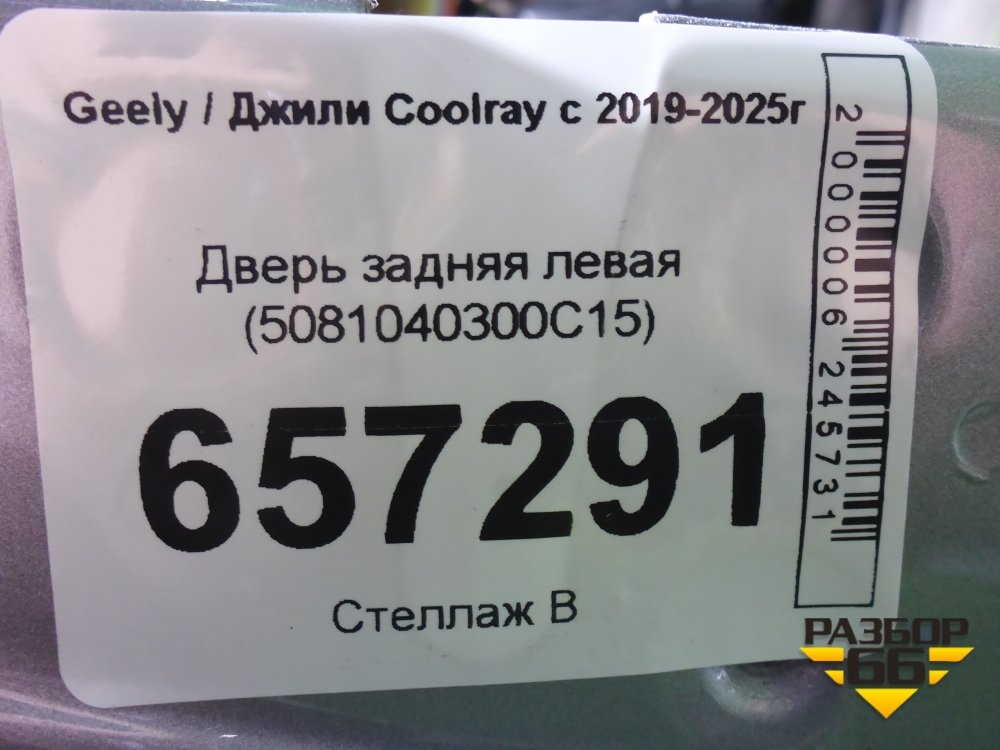 Geely / Джили Coolray с 2019-2025г
Дверь задняя левая
(5081040300C15)
657291
Стеллаж В
2000006245731
РАЗБОР
66